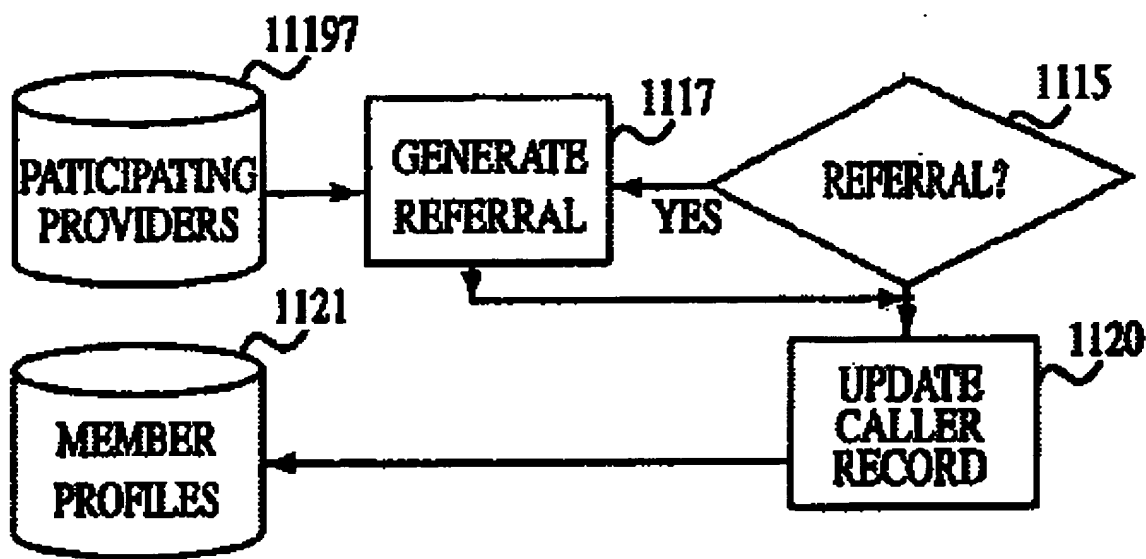 11197
PATICIPATING
PROVIDERS
1117
GENERATE
REFERRAL
1115
REFERRAL?
YES
1121
MEMBER
PROFILES
1120
UPDATE
CALLER
RECORD